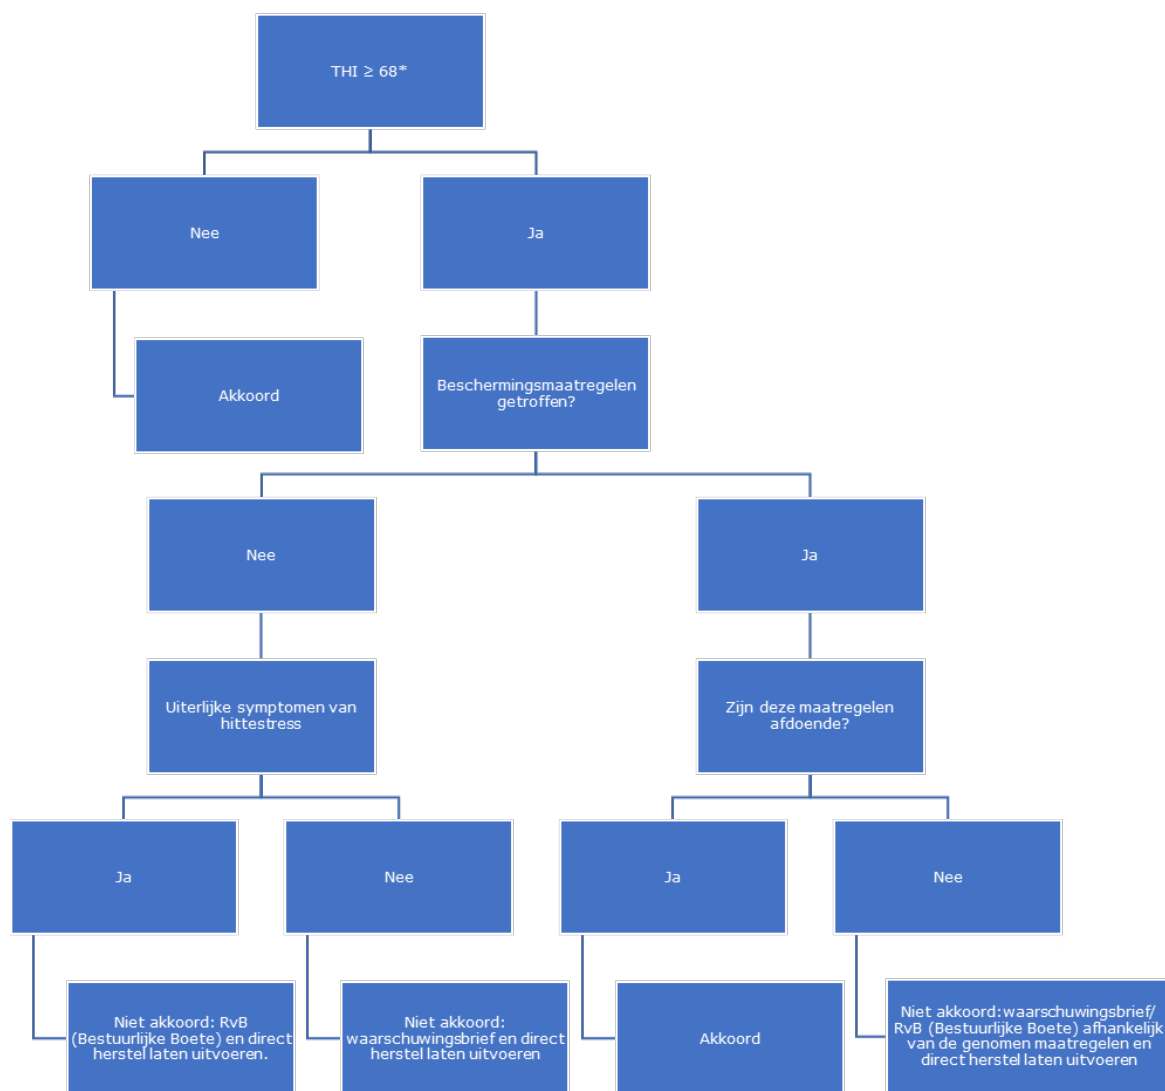 THI ≥ 68*
Nee
Ja
Akkoord
Beschermingsmaatregelen
getroffen?
Nee
Ja
Uiterlijke symptomen van
hittestress
Zijn deze maatregelen
afdoende?
Ja
Nee
Ja
Nee
Niet akkoord: RvB
(Bestuurlijke Boete) en direct
herstel laten uitvoeren.
Niet akkoord:
waarschuwingsbrief en direct
herstel laten uitvoeren
Akkoord
Niet akkoord:waarschuwingsbrief/
RvB (Bestuurlijke Boete) afhankelijk
van de genomen maatregelen en
direct herstel laten uitvoeren